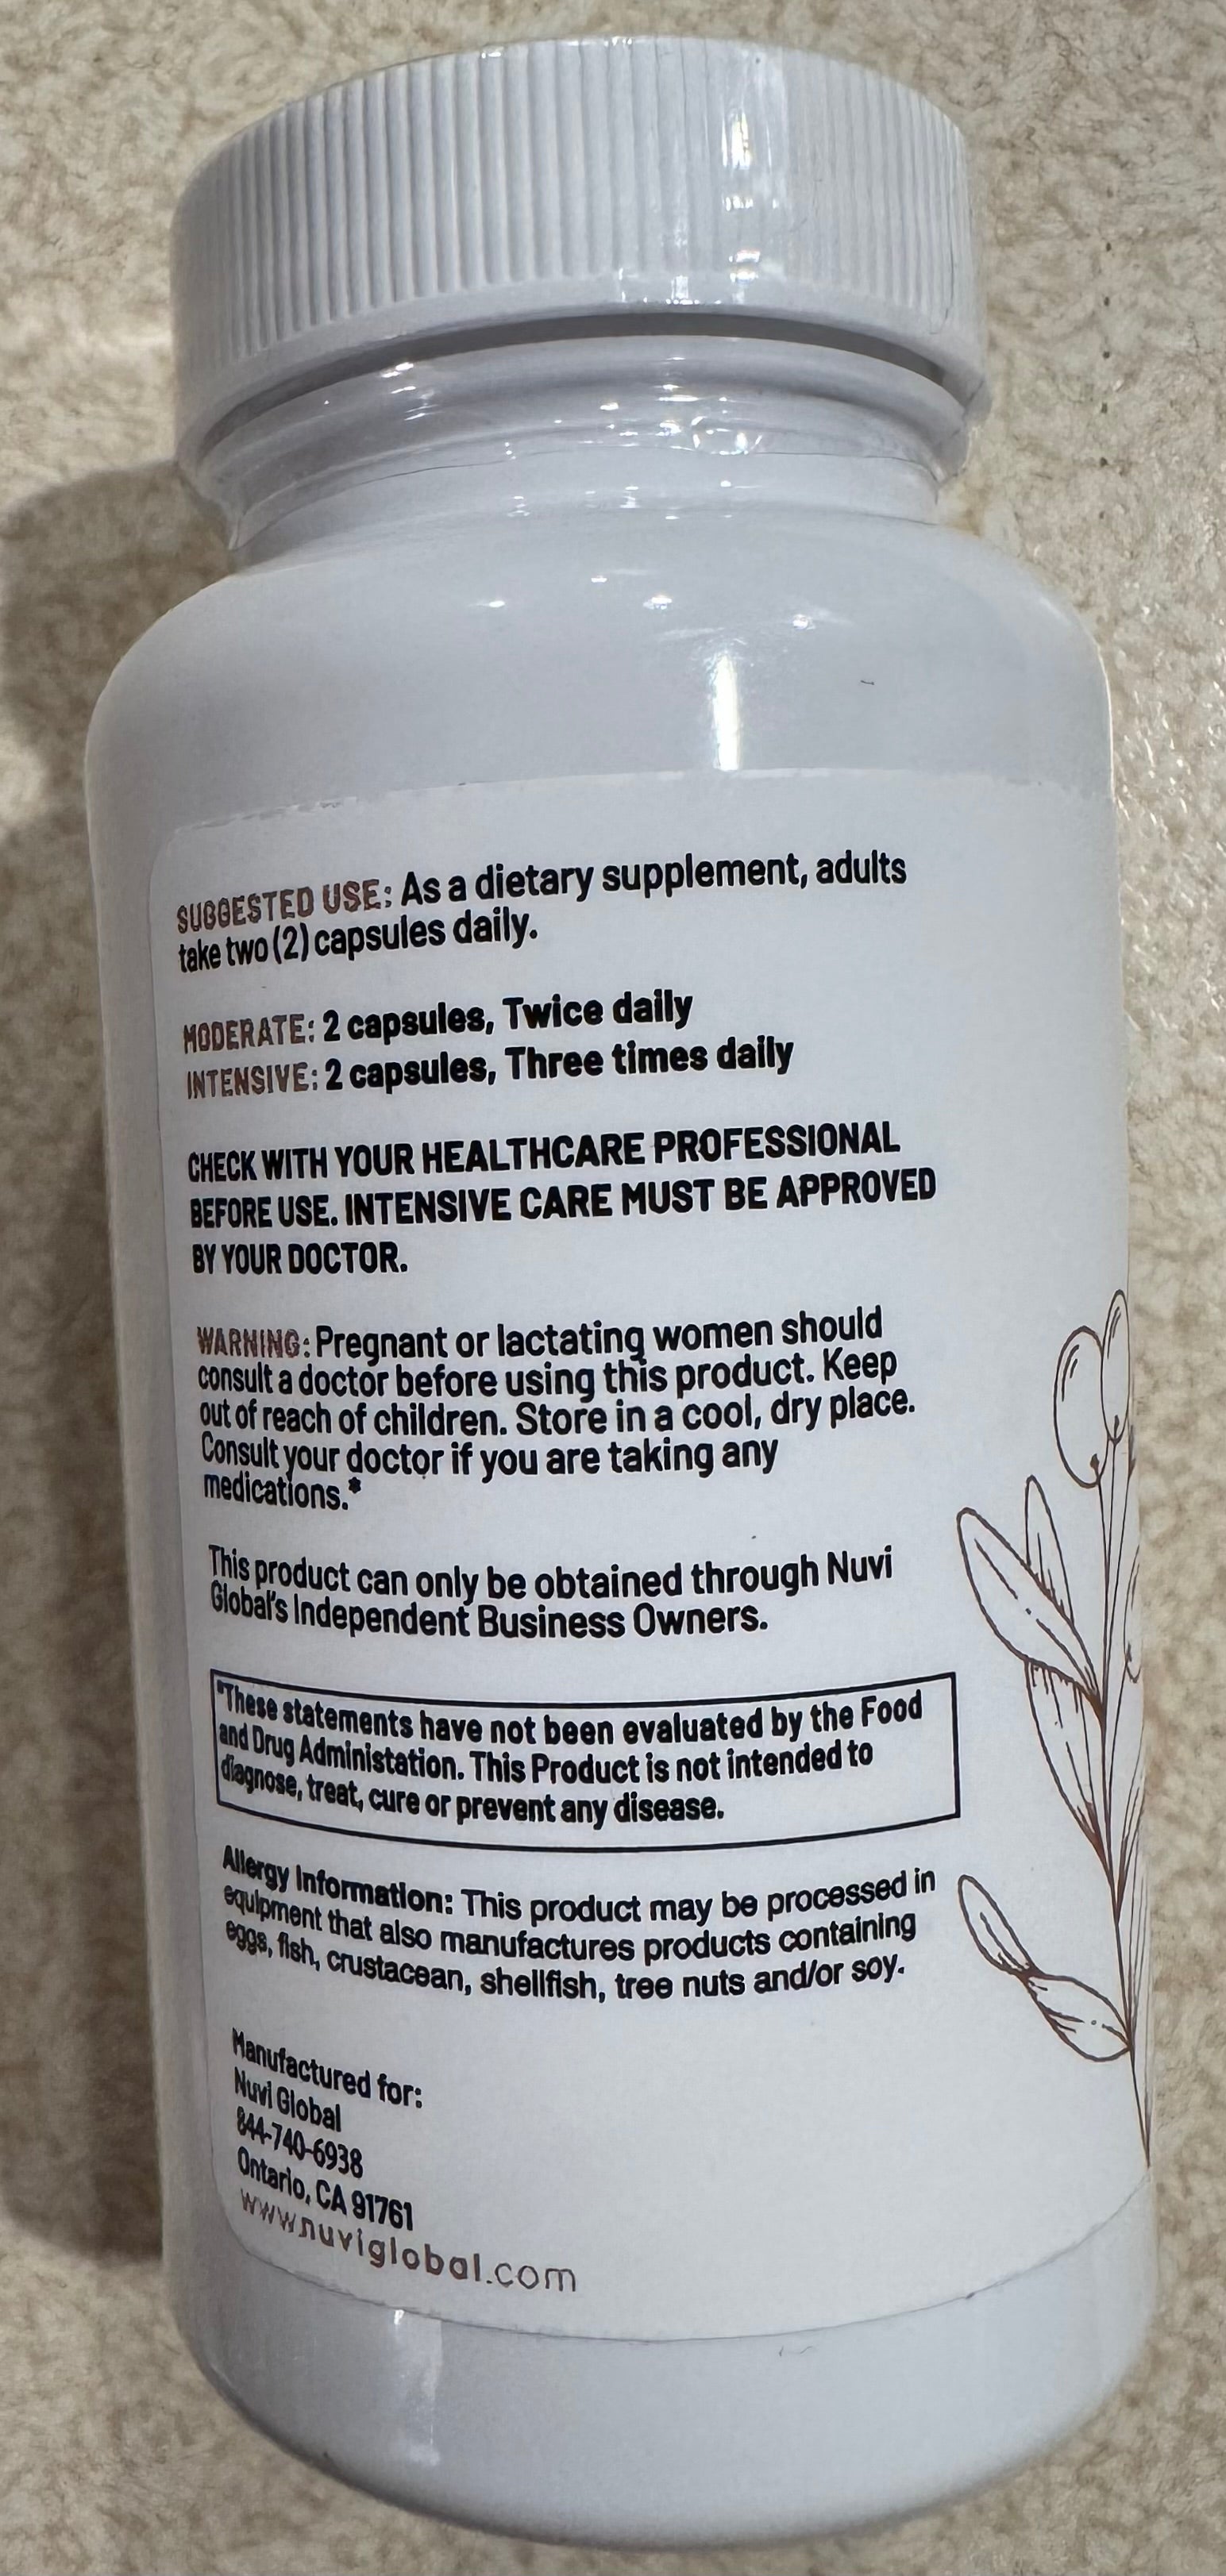 SUGGESTED USE: As a dietary supplement, adults
take two (2) capsules daily.
MODERATE: 2 capsules, Twice daily
INTENSIVE: 2 capsules, Three times daily
CHECK WITH YOUR HEALTHCARE PROFESSIONAL
BEFORE USE. INTENSIVE CARE MUST BE APPROVED
BY YOUR DOCTOR.
WARNING: Pregnant or lactating women should
consult a doctor before using this product. Keep
out of reach of children. Store in a cool, dry place.
Consult your doctor if you are taking any
medications.*
This product can only be obtained through Nuvi
Global's Independent Business Owners.
*These statements have not been evaluated by the Food
and Drug Administation. This Product is not intended to
diagnose, treat, cure or prevent any disease.
Allergy Information: This product may be processed in
equipment that also manufactures products containing
eggs, fish, crustacean, shellfish, tree nuts and/or soy.
Manufactured for:
Nuvi Global
844-740-6938
Ontario, CA 91761
www.nuviglobal.com